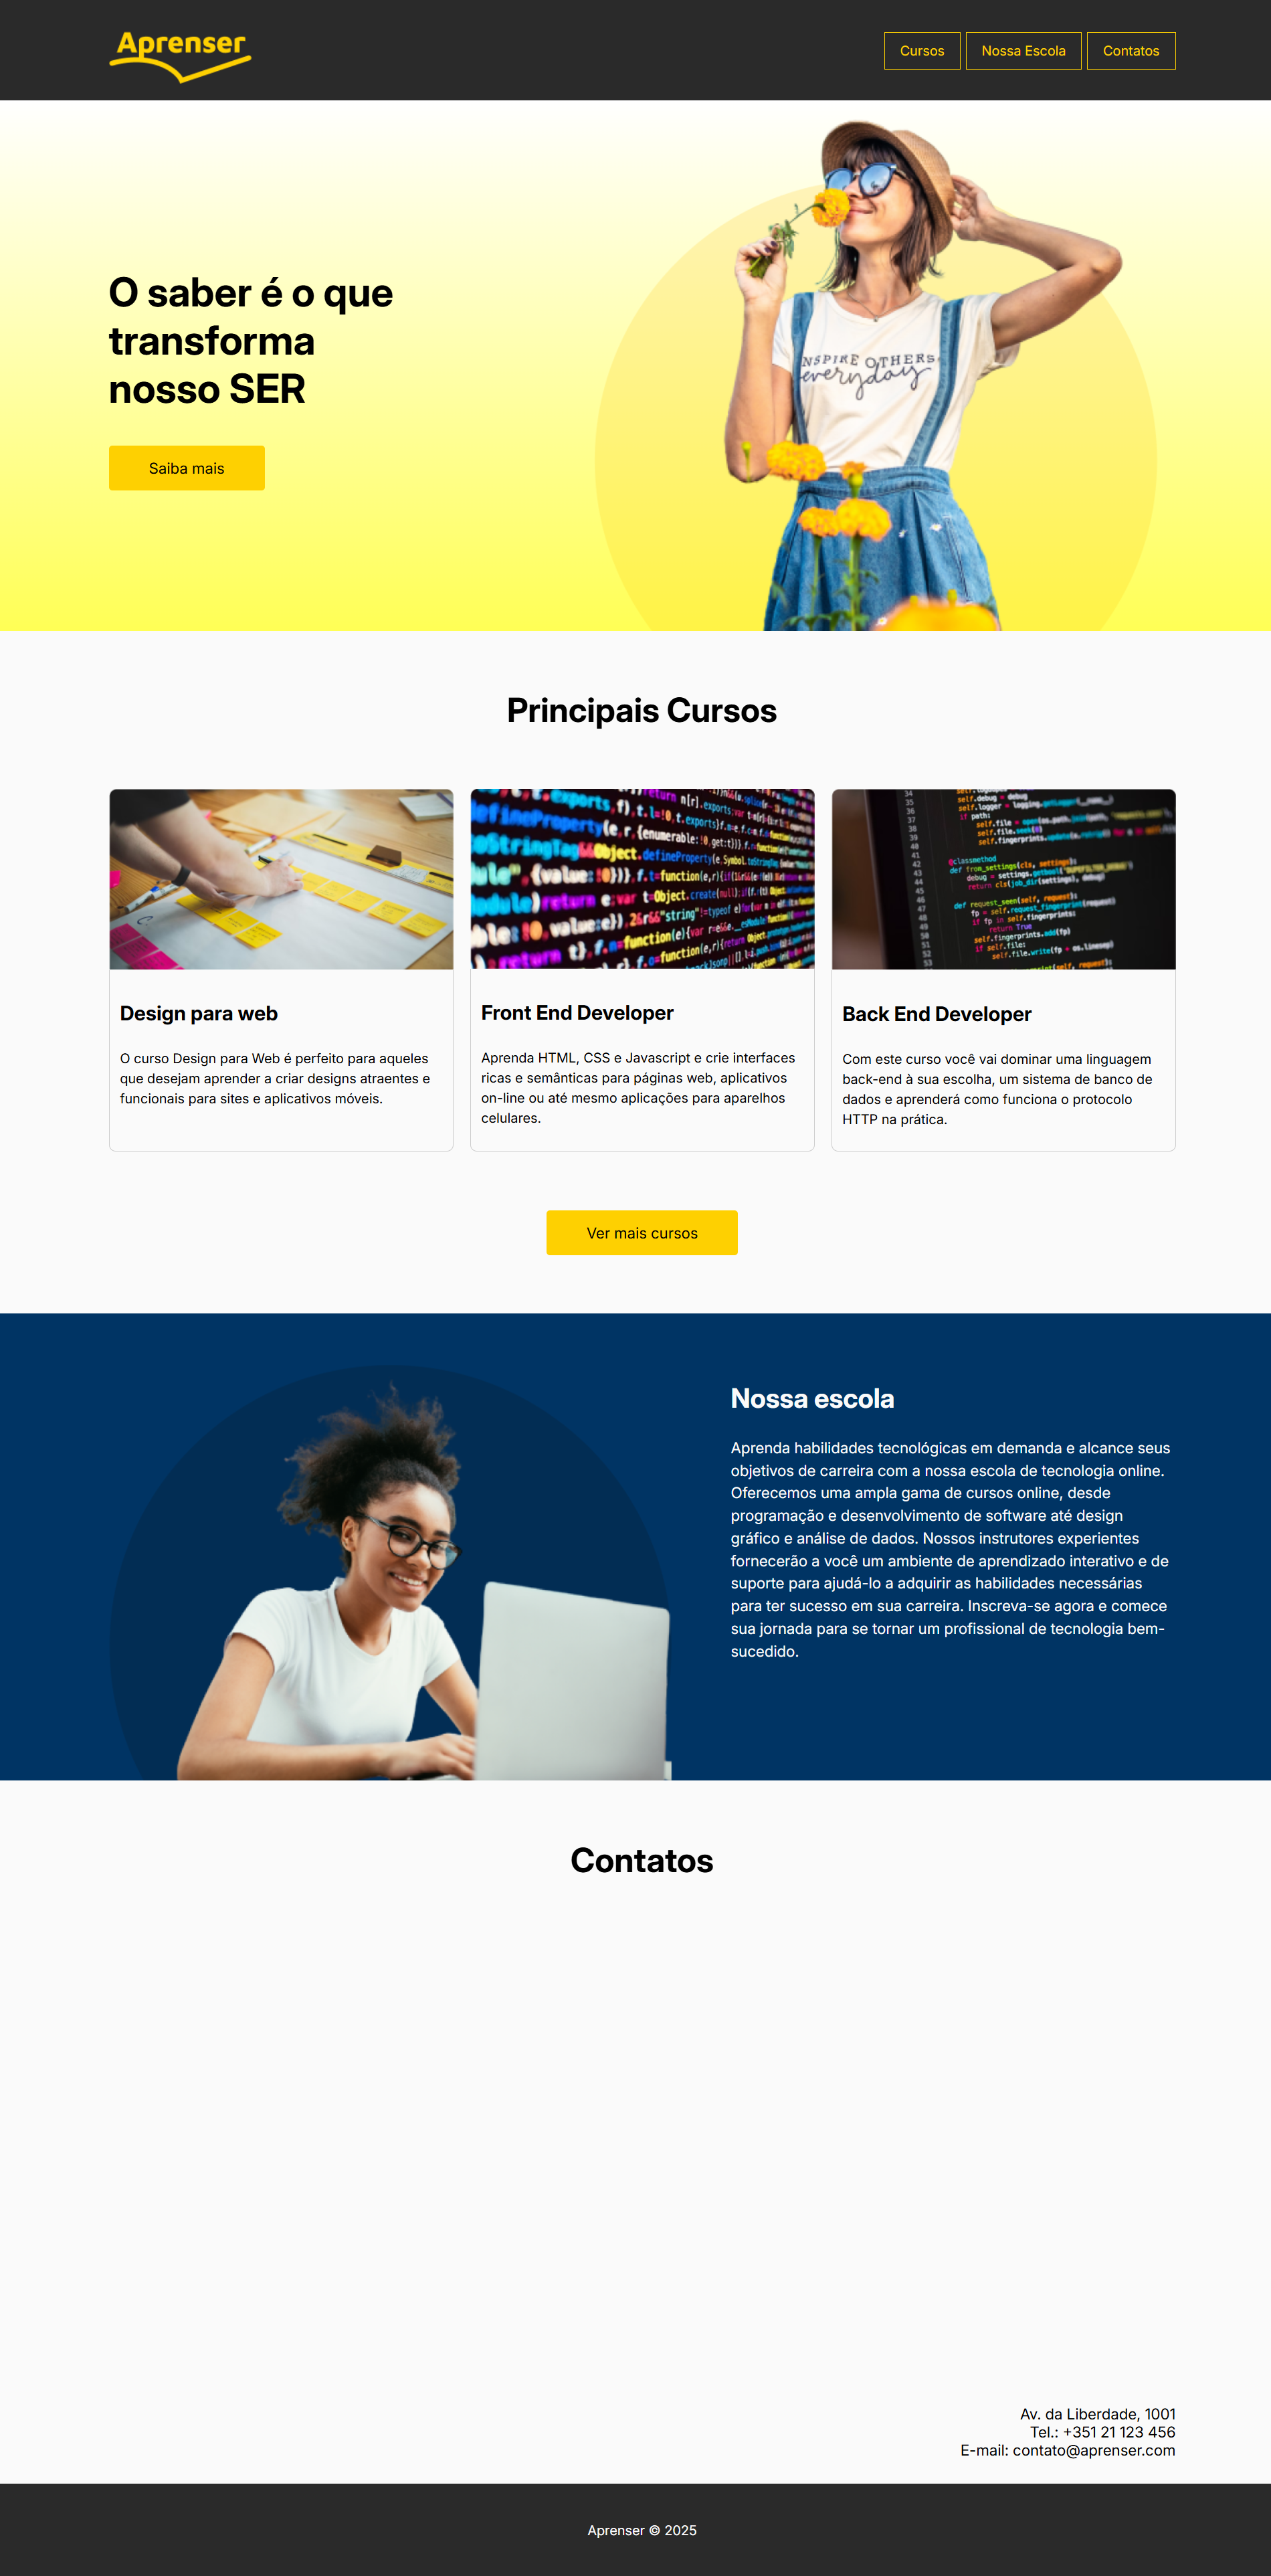 Aprenser
Cursos
Nossa Escola
Contatos
O saber é o que
transforma
nosso SER
INSPIRE OTHERS
everyday
Saiba mais
Principais Cursos
Design para web
O curso Design para Web é perfeito para aqueles
que desejam aprender a criar designs atraentes e
funcionais para sites e aplicativos móveis.
Front End Developer
Aprenda HTML, CSS e Javascript e crie interfaces
ricas e semânticas para páginas web, aplicativos
on-line ou até mesmo aplicações para aparelhos
celulares.
Back End Developer
Com este curso você vai dominar uma linguagem
back-end à sua escolha, um sistema de banco de
dados e aprenderá como funciona o protocolo
HTTP na prática.
Ver mais cursos
Nossa escola
Aprenda habilidades tecnológicas em demanda e alcance seus
objetivos de carreira com a nossa escola de tecnologia online.
Oferecemos uma ampla gama de cursos online, desde
programação e desenvolvimento de software até design
gráfico e análise de dados. Nossos instrutores experientes
fornecerão a você um ambiente de aprendizado interativo e de
suporte para ajudá-lo a adquirir as habilidades necessárias
para ter sucesso em sua carreira. Inscreva-se agora e comece
sua jornada para se tornar um profissional de tecnologia bem-
sucedido.
Contatos
Av. da Liberdade, 1001
Tel.: +351 21 123 456
E-mail: contato@aprenser.com
Aprenser © 2025